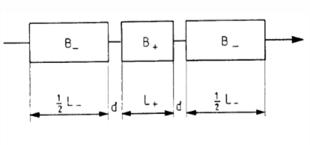 B_ B+ B_
½ L_ d L+ d ½ L_